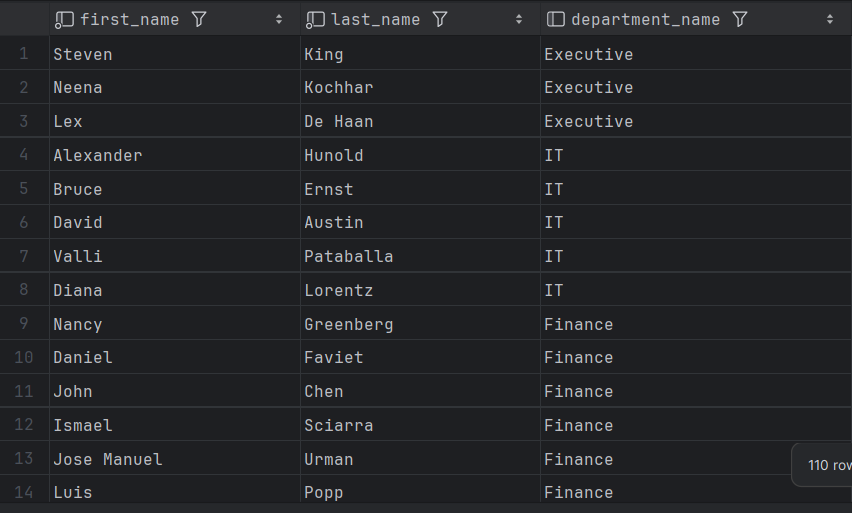 first_name last_name department_name
1 Steven King Executive
2 Neena Kochhar Executive
3 Lex De Haan Executive
4 Alexander Hunold IT
5 Bruce Ernst IT
6 David Austin IT
7 Valli Pataballa IT
8 Diana Lorentz IT
9 Nancy Greenberg Finance
10 Daniel Faviet Finance
11 John Chen Finance
12 Ismael Sciarra Finance
13 Jose Manuel Urman Finance
110 row
14 Luis Popp Finance